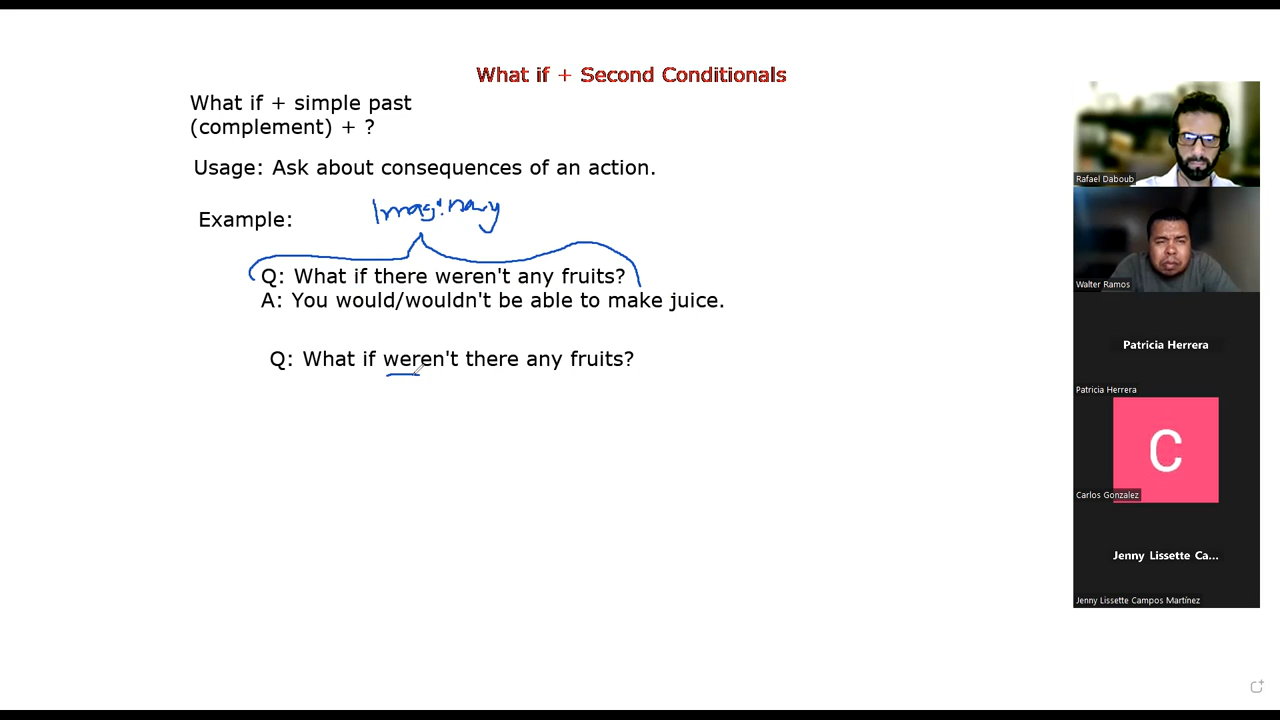 What if + Second Conditionals
What if + simple past
(complement) + ?
Usage: Ask about consequences of an action.
Example:
Imaginary
Q: What if there weren't any fruits?
A: You would/wouldn't be able to make juice.
Q: What if weren't there any fruits?
Rafael Daboub
Walter Ramos
Patricia Herrera
Patricia Herrera
C
Carlos Gonzalez
Jenny Lissette Ca...
Jenny Lissette Campos Martínez